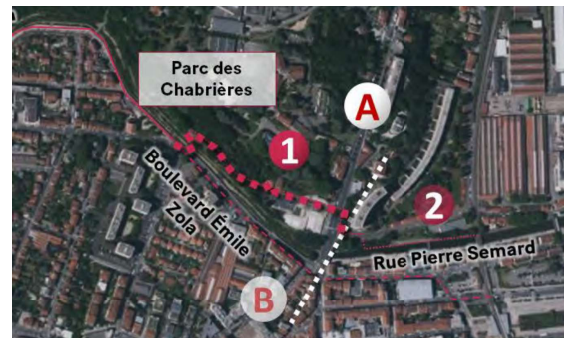 Parc des
Chabrières
A
1
2
Boulevard Émile
Zola
Rue Pierre Semard
B